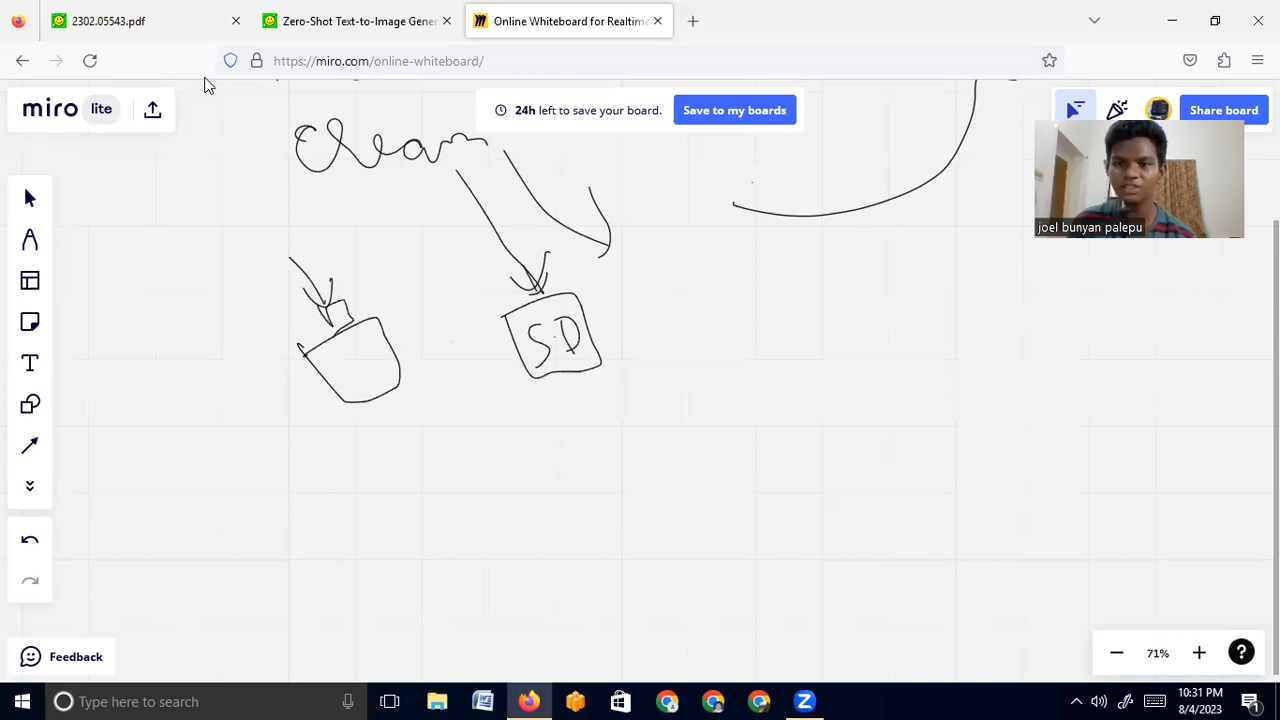 2302.05543.pdf
Zero-Shot Text-to-Image Gener
Online Whiteboard for Realtime
https://miro.com/online-whiteboard/
miro lite
24h left to save your board.
Save to my boards
Share board
joel bunyan palepu
S.D
Feedback
71%
Type here to search
10:31 PM
8/4/2023
1